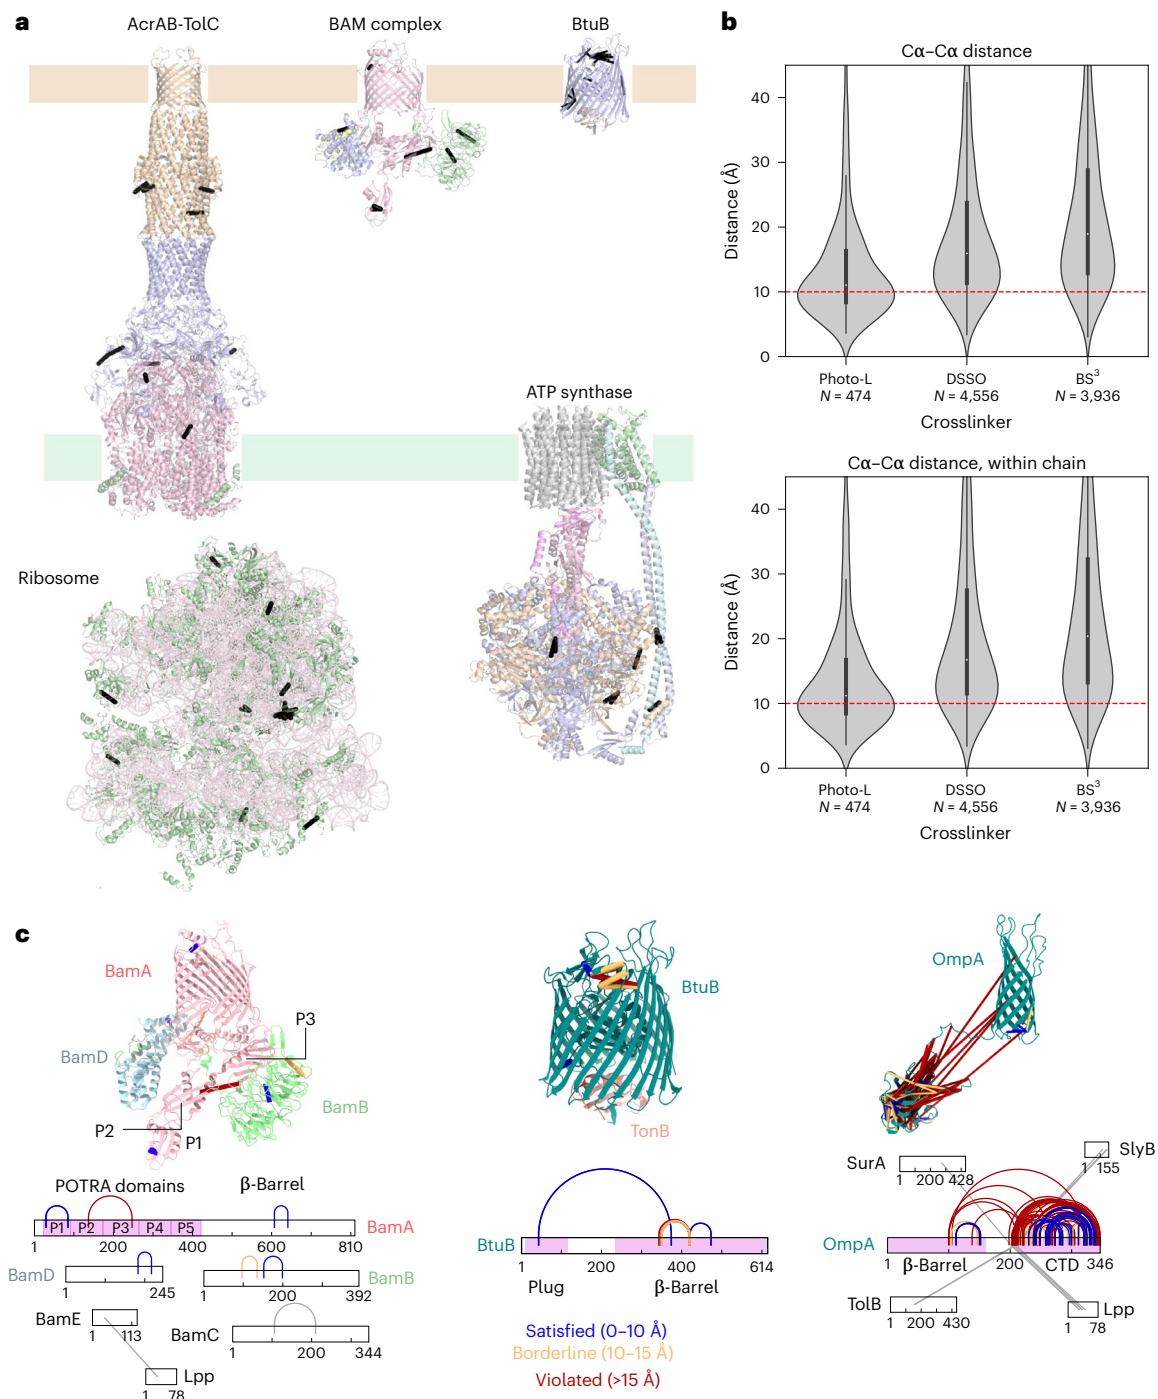 a
AcrAB-TolC
BAM complex
BtuB
ATP synthase
Ribosome
b
Cα–Cα distance
Distance (Å)
40
30
20
10
0
Photo-L
N = 474
DSSO
N = 4,556
BS3
N = 3,936
Crosslinker
Cα–Cα distance, within chain
Distance (Å)
40
30
20
10
0
Photo-L
N = 474
DSSO
N = 4,556
BS3
N = 3,936
Crosslinker
c
BamA
BamD
P3
BamB
P2
P1
POTRA domains
β-Barrel
P1 P2 P3 P4 P5
BamA
1 200 400 600 810
BamD
1 245
BamB
1 200 392
BamE
1 113
BamC
1 200 344
Lpp
1 78
BtuB
TonB
BtuB
1 200 400 614
Plug
β-Barrel
Satisfied (0–10 Å)
Borderline (10–15 Å)
Violated (>15 Å)
OmpA
SurA
1 200 428
SlyB
1 155
OmpA
1 200 346
β-Barrel
CTD
TolB
1 200 430
Lpp
1 78